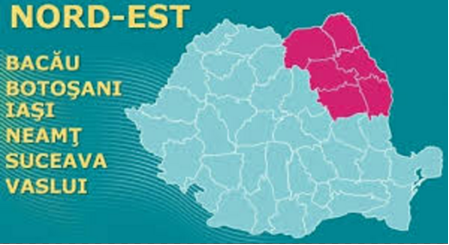 NORD-EST
BACĂU
BOTOŞANI
IAŞI
NEAMŢ
SUCEAVA
VASLUI